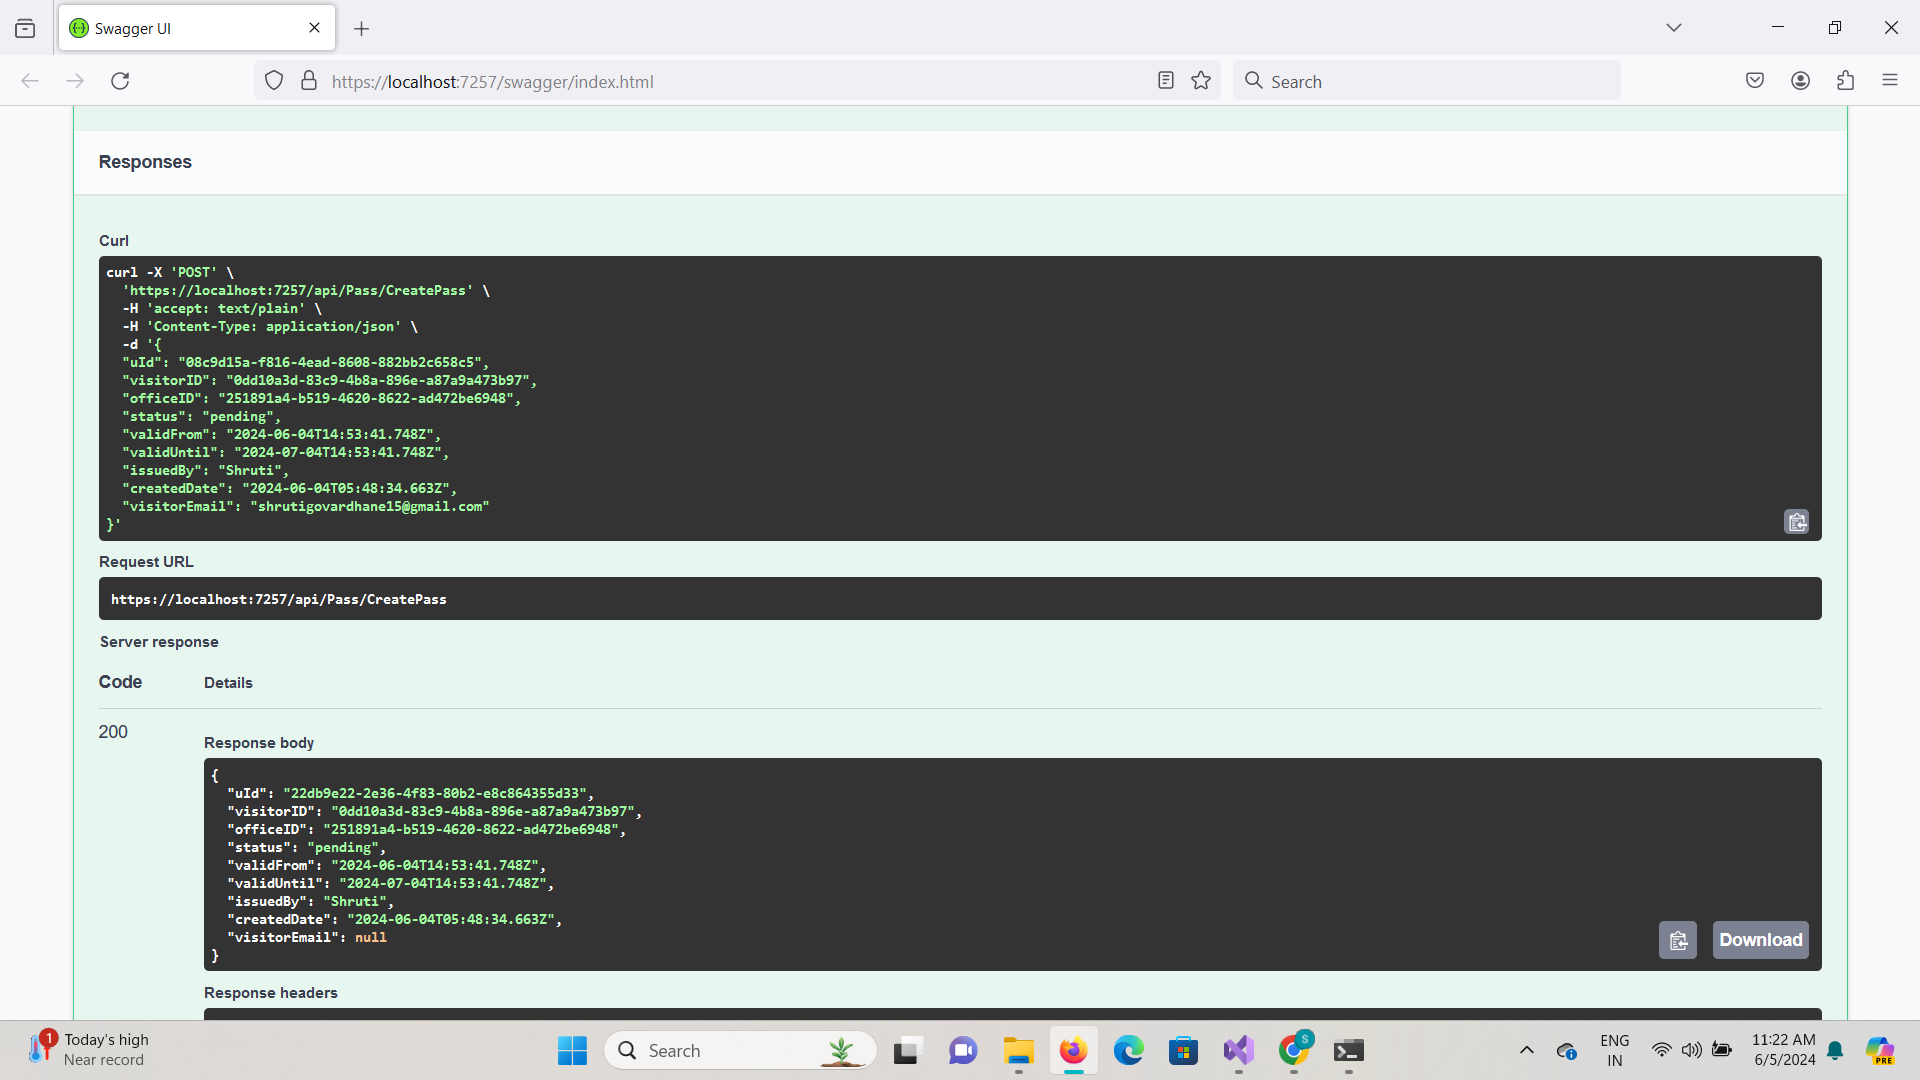 Swagger UI
https://localhost:7257/swagger/index.html
Search
Responses
Curl
curl -X 'POST' \
'https://localhost:7257/api/Pass/CreatePass' \
-H 'accept: text/plain' \
-H 'Content-Type: application/json' \
-d '{
"uId": "08c9d15a-f816-4ead-8608-882bb2c658c5",
"visitorID": "0dd10a3d-83c9-4b8a-896e-a87a9a473b97",
"officeID": "251891a4-b519-4620-8622-ad472be6948",
"status": "pending",
"validFrom": "2024-06-04T14:53:41.748Z",
"validUntil": "2024-07-04T14:53:41.748Z",
"issuedBy": "Shruti",
"createdDate": "2024-06-04T05:48:34.663Z",
"visitorEmail": "shrutigovardhane15@gmail.com"
}'
Request URL
https://localhost:7257/api/Pass/CreatePass
Server response
Code Details
200
Response body
{
"uId": "22db9e22-2e36-4f83-80b2-e8c864355d33",
"visitorID": "0dd10a3d-83c9-4b8a-896e-a87a9a473b97",
"officeID": "251891a4-b519-4620-8622-ad472be6948",
"status": "pending",
"validFrom": "2024-06-04T14:53:41.748Z",
"validUntil": "2024-07-04T14:53:41.748Z",
"issuedBy": "Shruti",
"createdDate": "2024-06-04T05:48:34.663Z",
"visitorEmail": null
}
Download
Response headers
1
Today's high
Near record
Search
S
ENG
IN
11:22 AM
6/5/2024
PRE